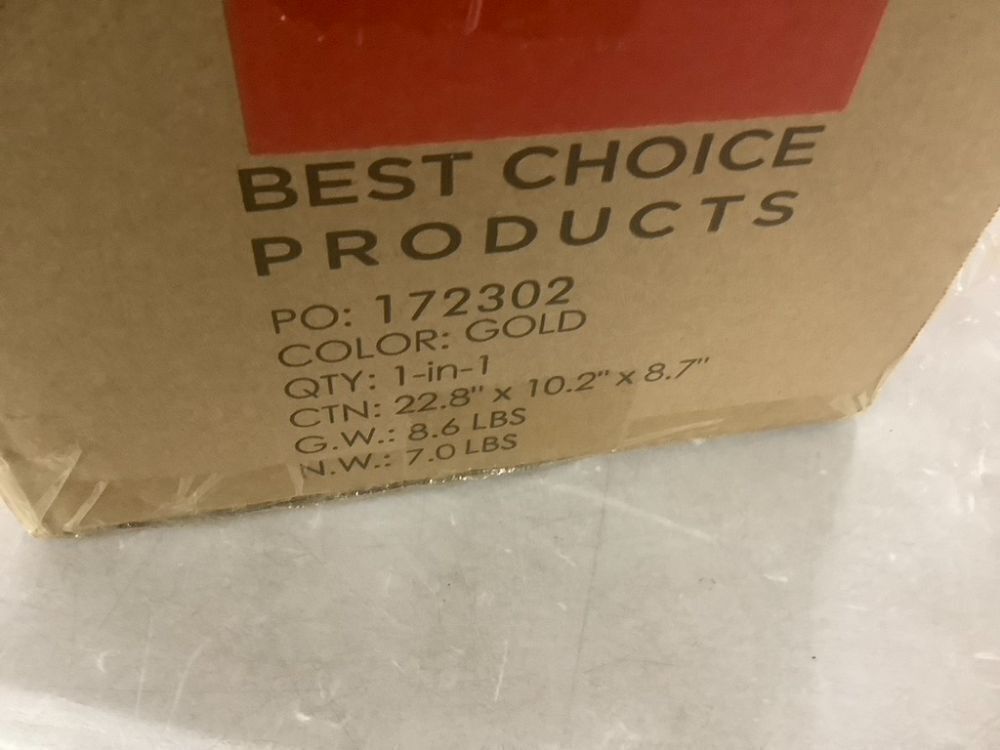 BEST CHOICE
PRODUCTS
PO: 172302
COLOR: GOLD
QTY: 1-in-1
CTN: 22.8" x 10.2" x 8.7"
G.W.: 8.6 LBS
N.W.: 7.0 LBS